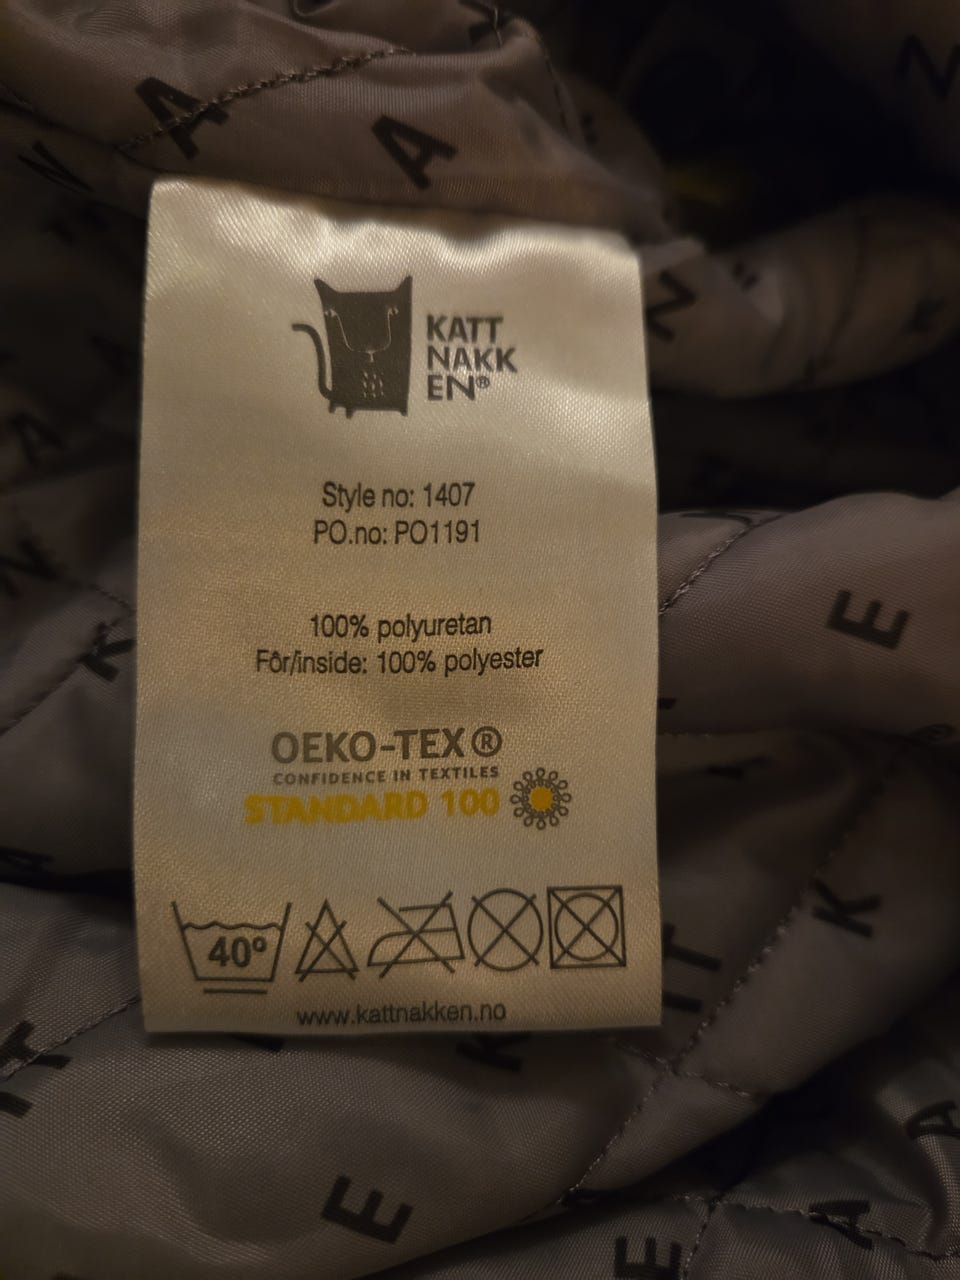 KATT
NAKK
EN®
Style no: 1407
PO.no: PO1191
100% polyuretan
Fôr/inside: 100% polyester
OEKO-TEX®
CONFIDENCE IN TEXTILES
STANDARD 100
40º
www.kattnakken.no